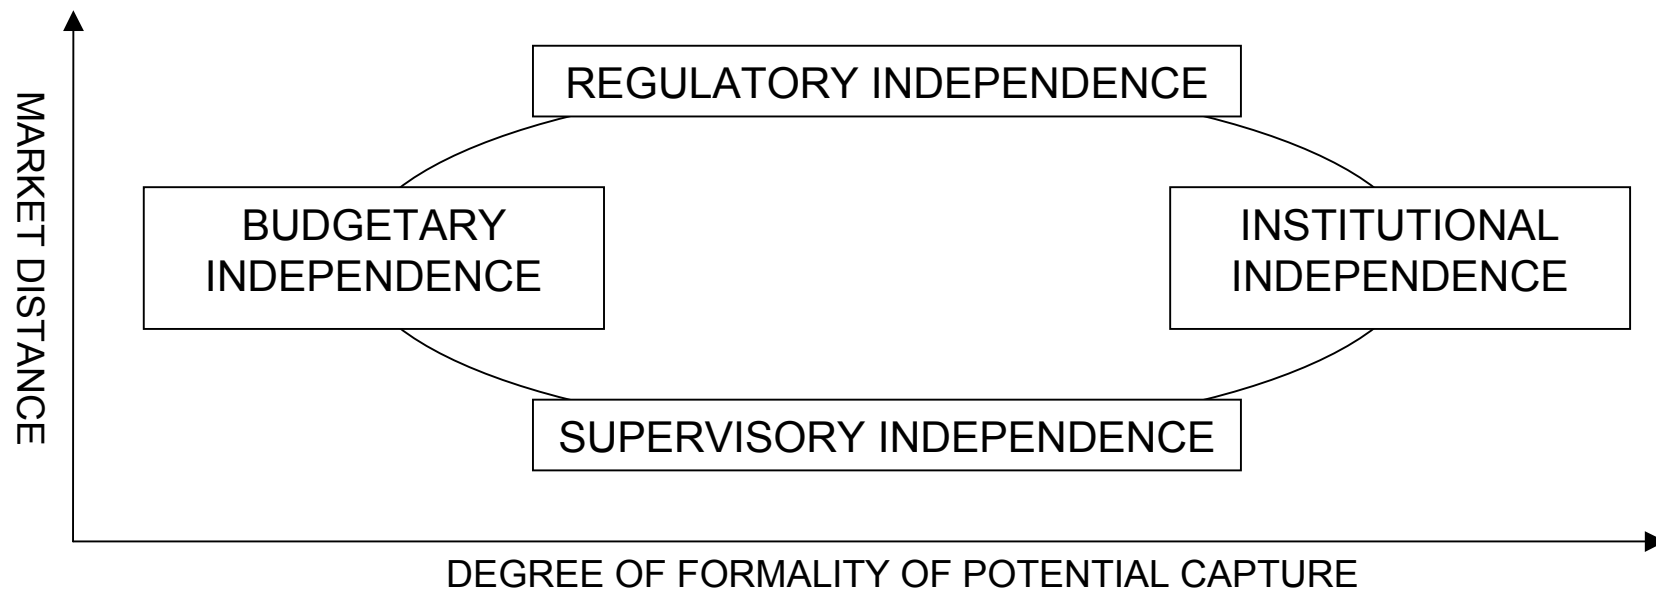 REGULATORY INDEPENDENCE
MARKET DISTANCE
BUDGETARY
INDEPENDENCE
INSTITUTIONAL
INDEPENDENCE
SUPERVISORY INDEPENDENCE
DEGREE OF FORMALITY OF POTENTIAL CAPTURE